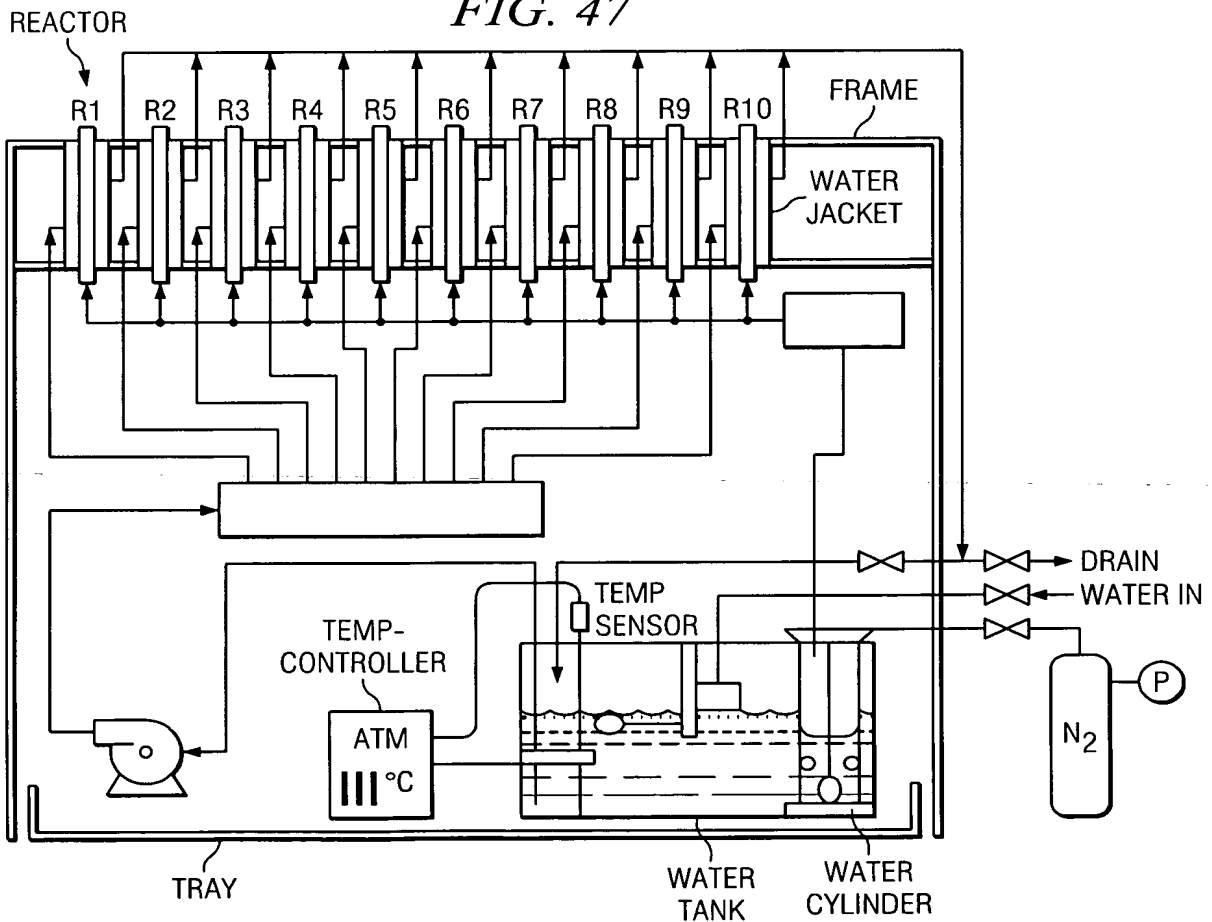 FIG. 47
REACTOR
R1 R2 R3 R4 R5 R6 R7 R8 R9 R10
FRAME
WATER
JACKET
DRAIN
WATER IN
TEMP
SENSOR
TEMP-
CONTROLLER
ATM
°C
P
N2
TRAY
WATER
TANK
WATER
CYLINDER